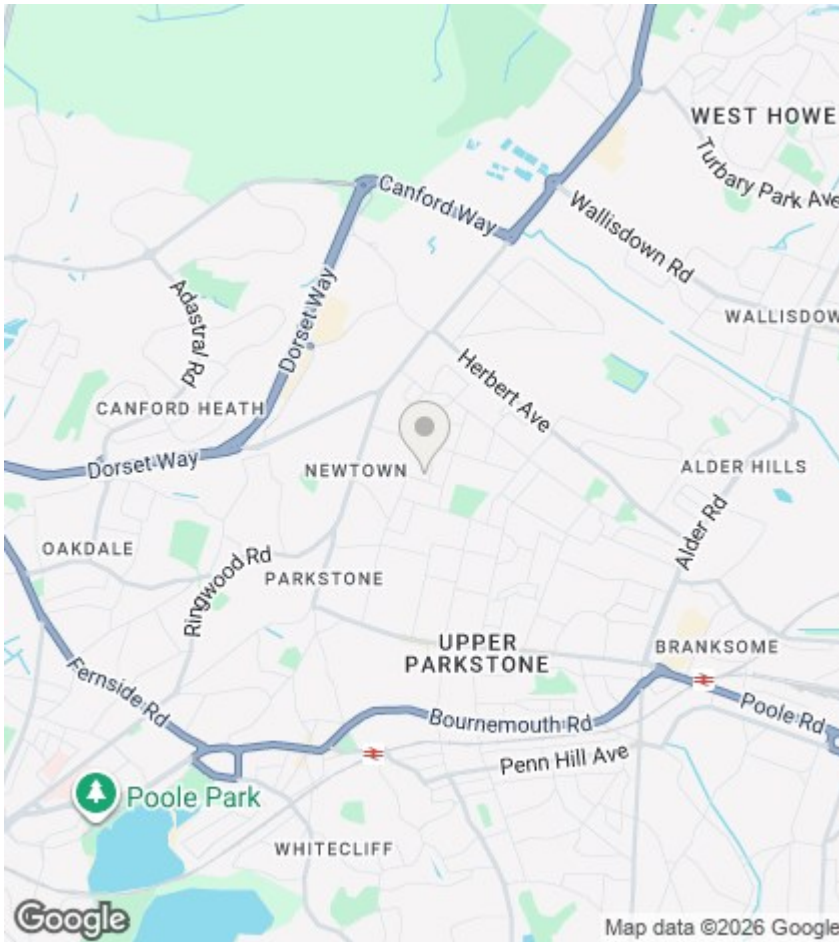 WEST HOWE
Turbary Park Ave
Canford Way
Wallisdown Rd
Adastral Rd
Dorset Way
WALLISDOW
Herbert Ave
CANFORD HEATH
Dorset Way
NEWTOWN
ALDER HILLS
OAKDALE
Ringwood Rd
PARKSTONE
Alder Rd
UPPER
PARKSTONE
BRANKSOME
Fernside Rd
Bournemouth Rd
Poole Rd
Penn Hill Ave
Poole Park
WHITECLIFF
Google
Map data ©2026 Google